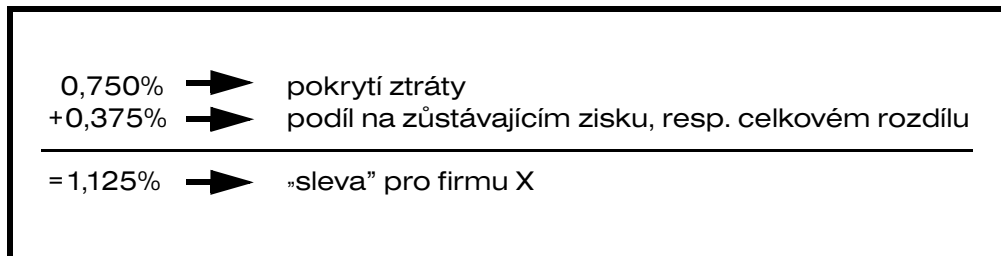 0,750% pokrytí ztráty
+0,375% podíl na zůstávajícím zisku, resp. celkovém rozdílu
=1,125% „sleva” pro firmu X